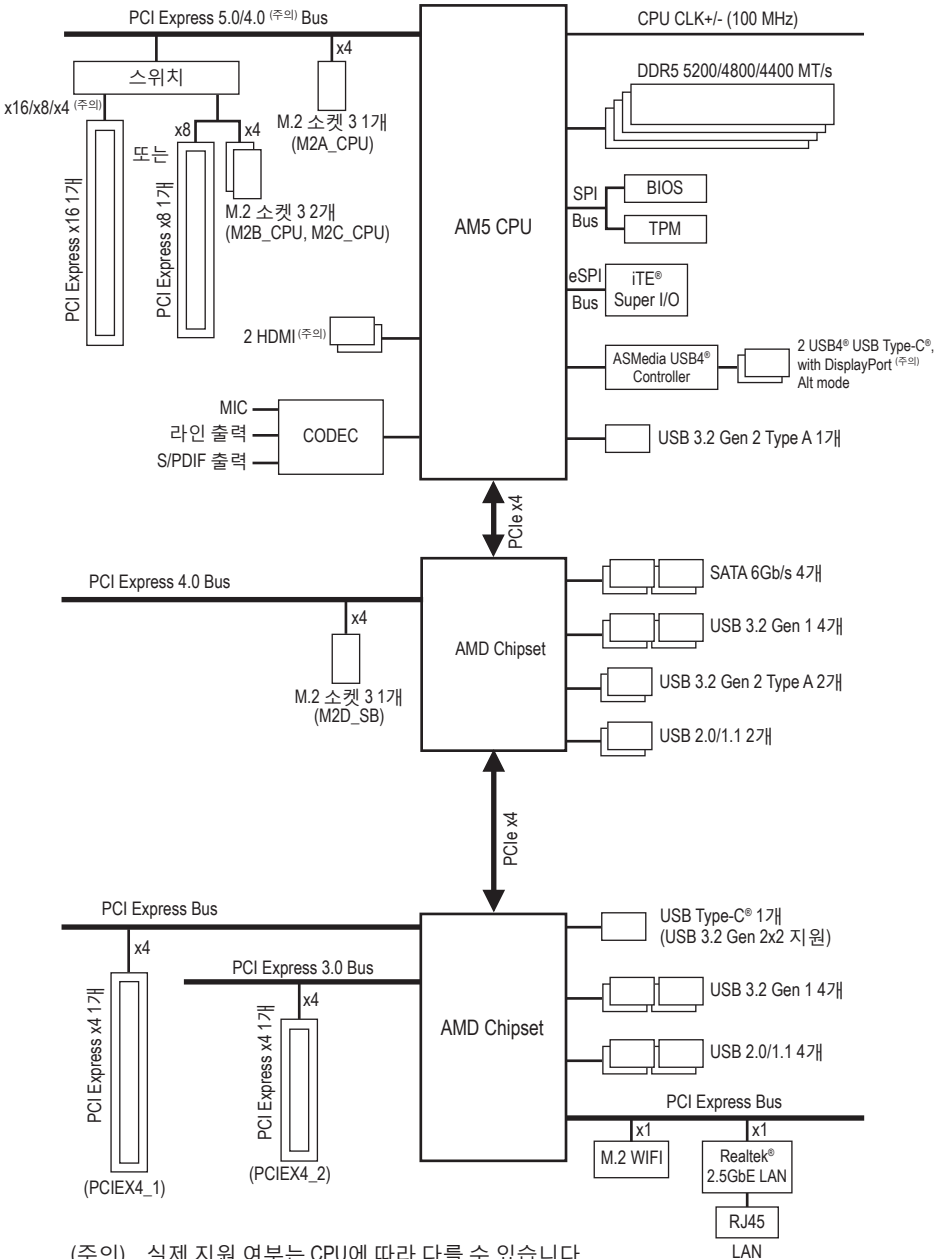 PCI Express 5.0/4.0 (주의) Bus
CPU CLK+/- (100 MHz)
x4
스위치
DDR5 5200/4800/4400 MT/s
x16/x8/x4 (주의)
M.2 소켓 3 1개
(M2A_CPU)
x8
x4
또는
PCI Express x16 1개
PCI Express x8 1개
M.2 소켓 3 2개
(M2B_CPU, M2C_CPU)
AM5 CPU
SPI
Bus
BIOS
TPM
eSPI
Bus
iTE®
Super I/O
2 HDMI (주의)
ASMedia USB4®
Controller
2 USB4® USB Type-C®,
with DisplayPort (주의)
Alt mode
MIC
라인 출력
S/PDIF 출력
CODEC
USB 3.2 Gen 2 Type A 1개
PCIe x4
PCI Express 4.0 Bus
x4
M.2 소켓 3 1개
(M2D_SB)
AMD Chipset
SATA 6Gb/s 4개
USB 3.2 Gen 1 4개
USB 3.2 Gen 2 Type A 2개
USB 2.0/1.1 2개
PCIe x4
PCI Express Bus
x4
PCI Express x4 1개
(PCIEX4_1)
PCI Express 3.0 Bus
x4
PCI Express x4 1개
(PCIEX4_2)
AMD Chipset
USB Type-C® 1개
(USB 3.2 Gen 2x2 지원)
USB 3.2 Gen 1 4개
USB 2.0/1.1 4개
PCI Express Bus
x1
x1
M.2 WIFI
Realtek®
2.5GbE LAN
RJ45
LAN
(주의) 실제 지원 여부는 CPU에 따라 다를 수 있습니다